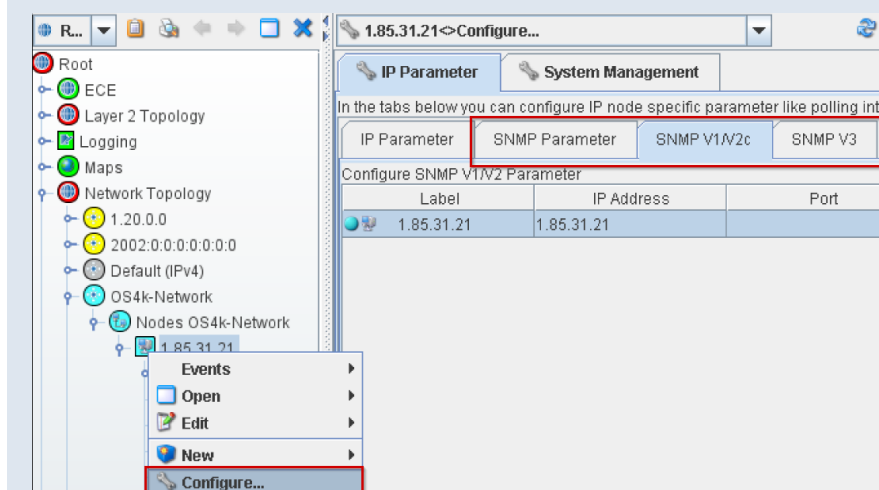 R...
1.85.31.21<>Configure...
Root
ECE
Layer 2 Topology
Logging
Maps
Network Topology
1.20.0.0
2002:0:0:0:0:0:0:0
Default (IPv4)
OS4k-Network
Nodes OS4k-Network
1.85.31.21
Events
Open
Edit
New
Configure...
IP Parameter System Management
In the tabs below you can configure IP node specific parameter like polling int
IP Parameter SNMP Parameter SNMP V1/V2c SNMP V3
Configure SNMP V1/V2 Parameter
Label IP Address Port
1.85.31.21 1.85.31.21